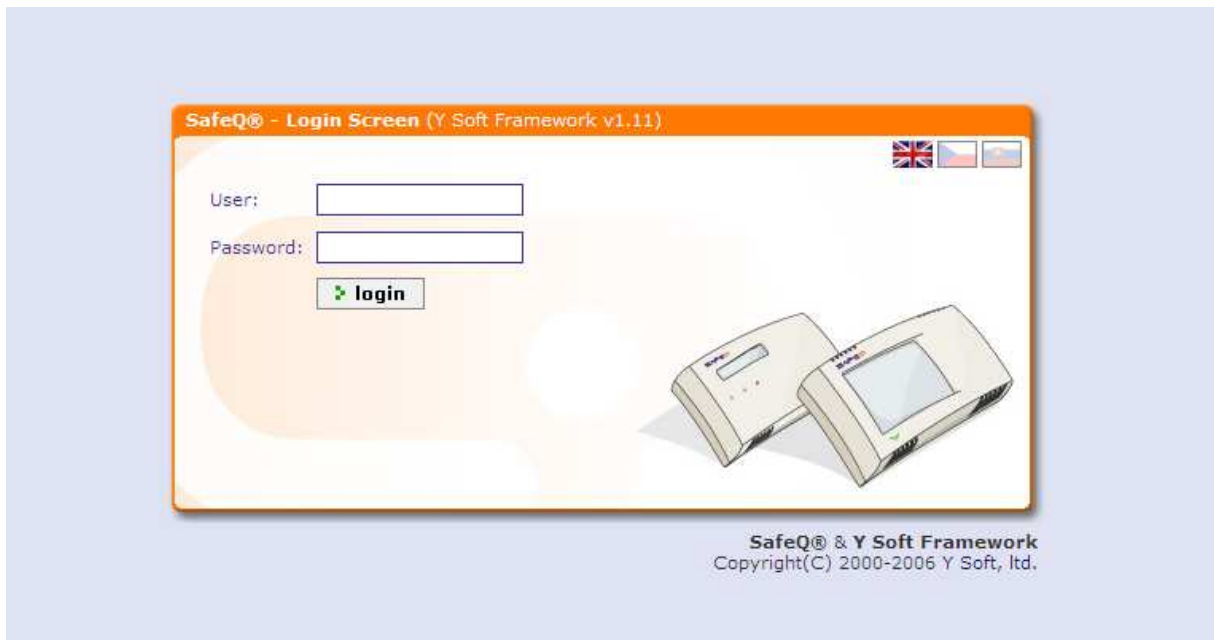 SafeQ® - Login Screen (Y Soft Framework v1.11)
User:
Password:
login
SafeQ® & Y Soft Framework
Copyright(C) 2000-2006 Y Soft, ltd.